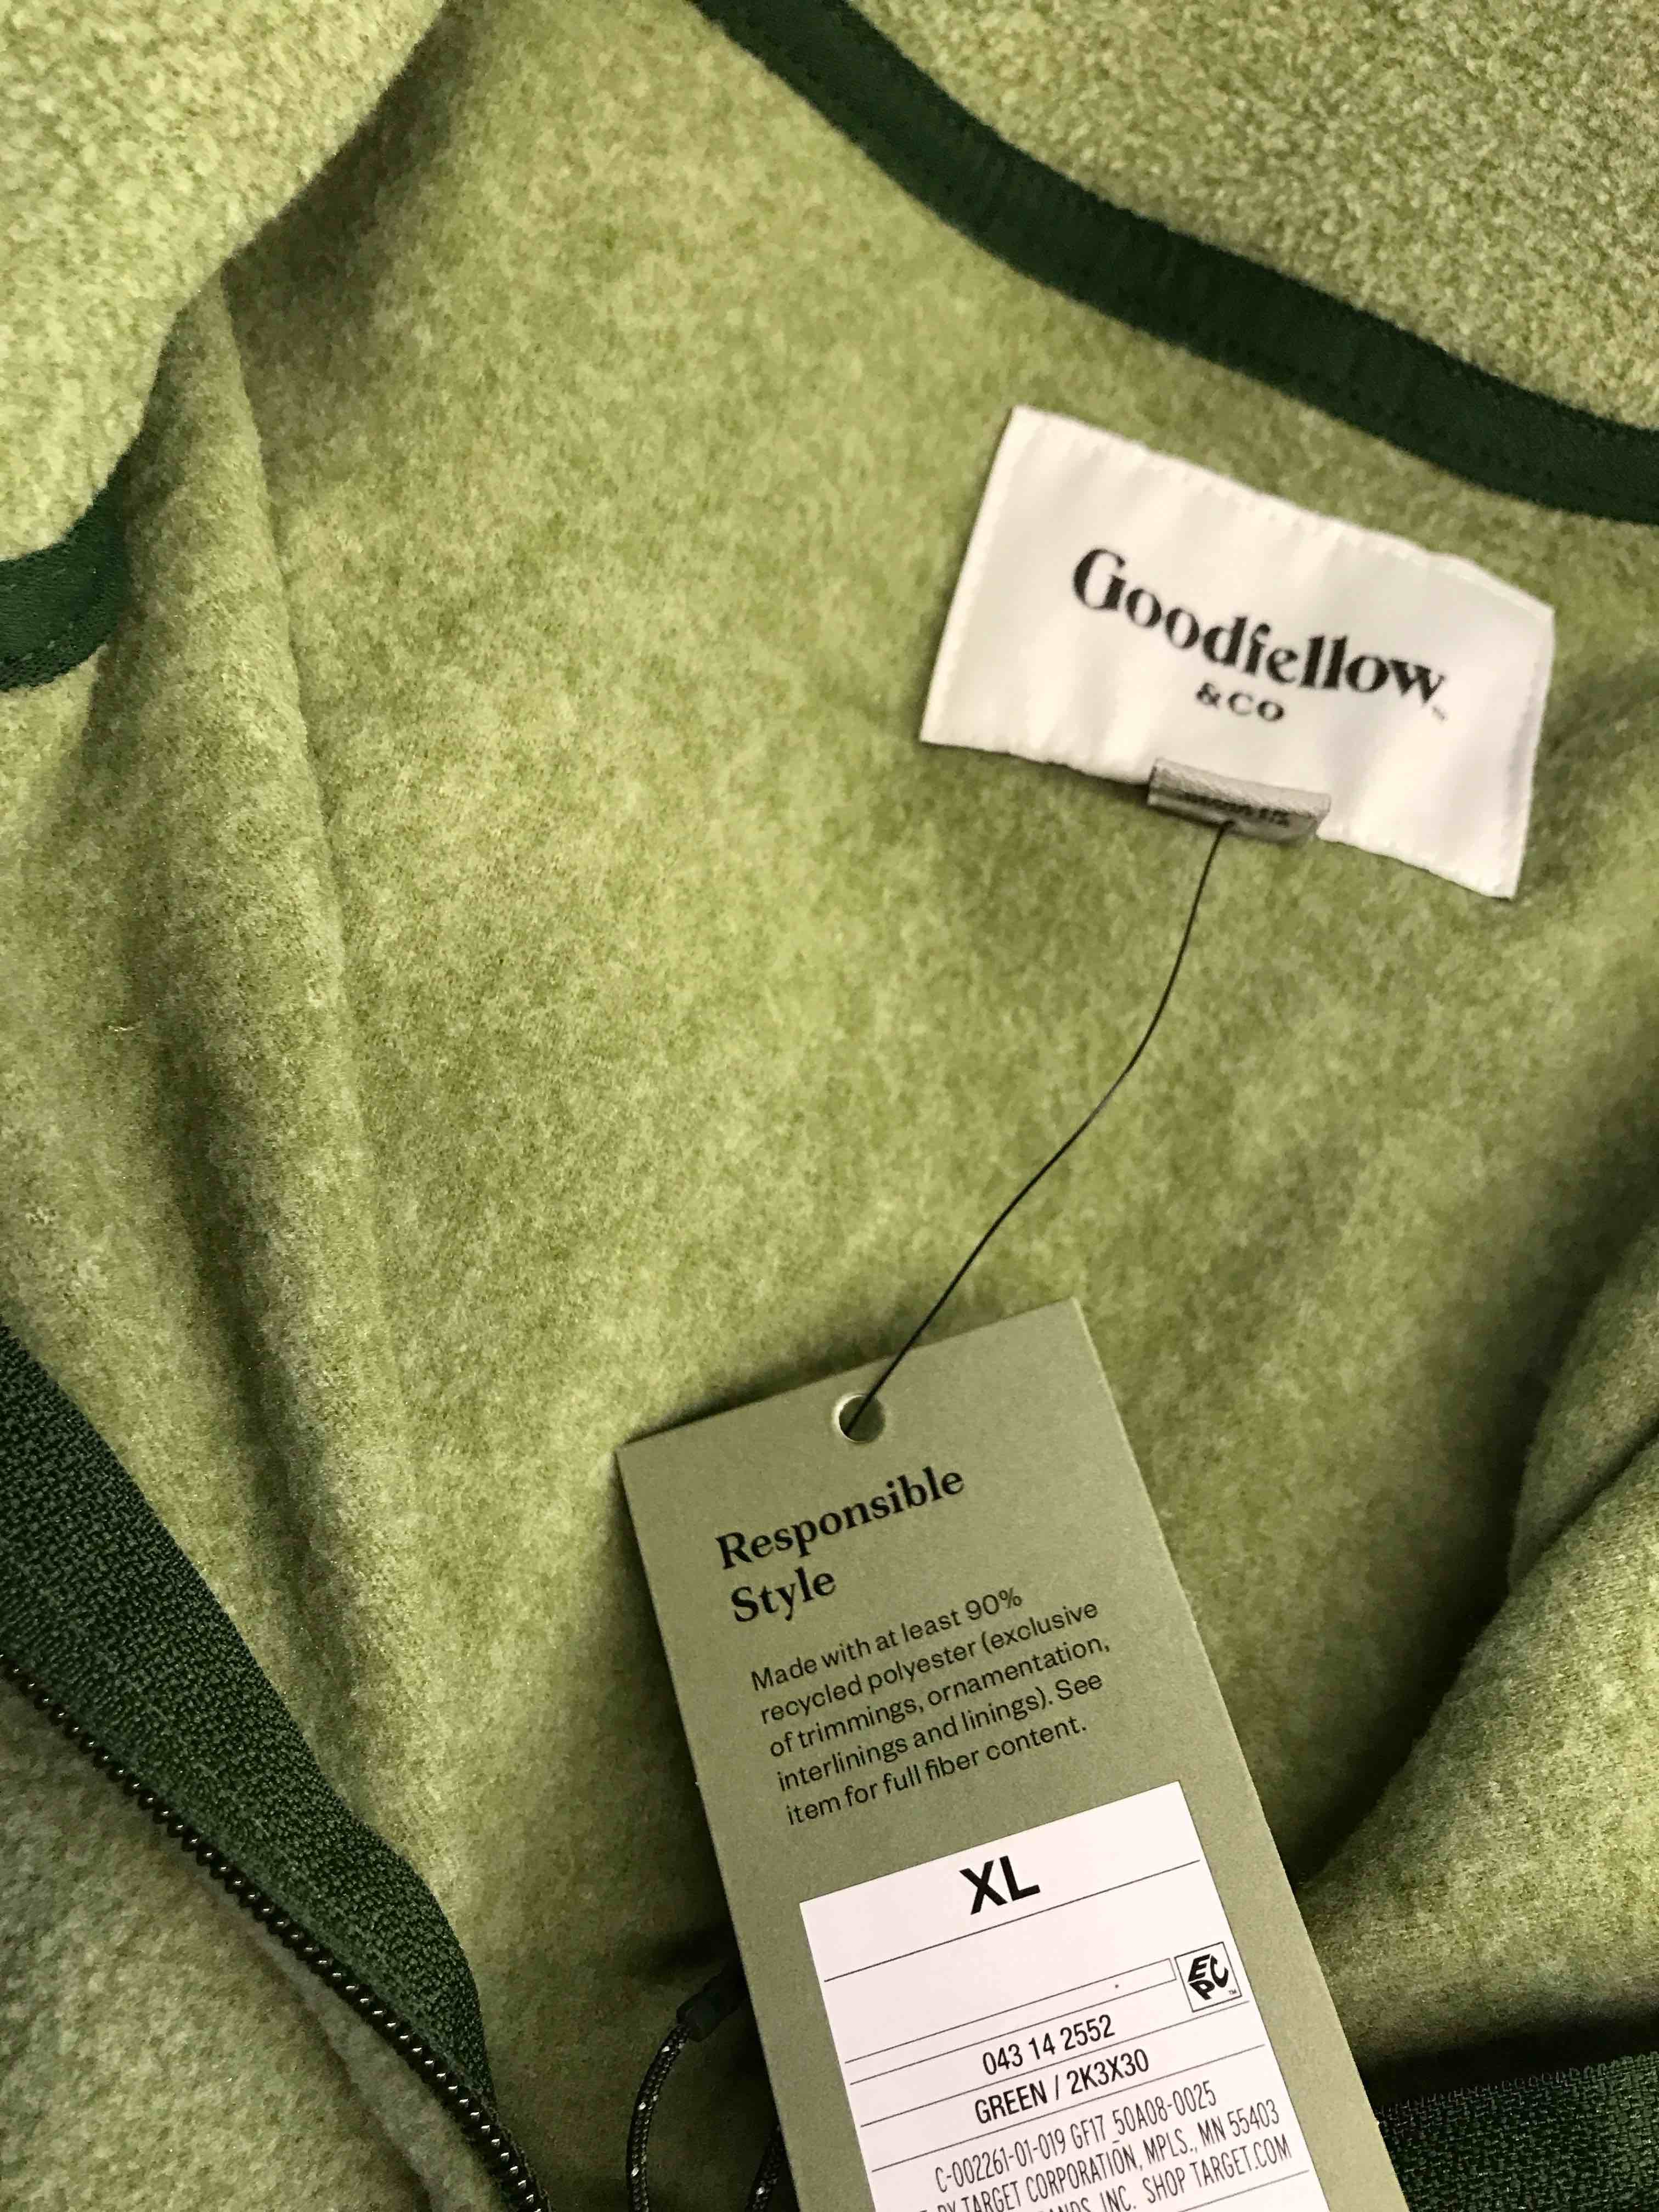 Goodfellow
&CO
Responsible
Style
Made with at least 90%
recycled polyester (exclusive
of trimmings, ornamentation,
interlinings and linings). See
item for full fiber content.
XL
EPC
043 14 2552
GREEN / 2K3X30
C-002261-01-019 GF17 50A08-0025
BY TARGET CORPORATION, MPLS., MN 55403
INC. SHOP TARGET.COM